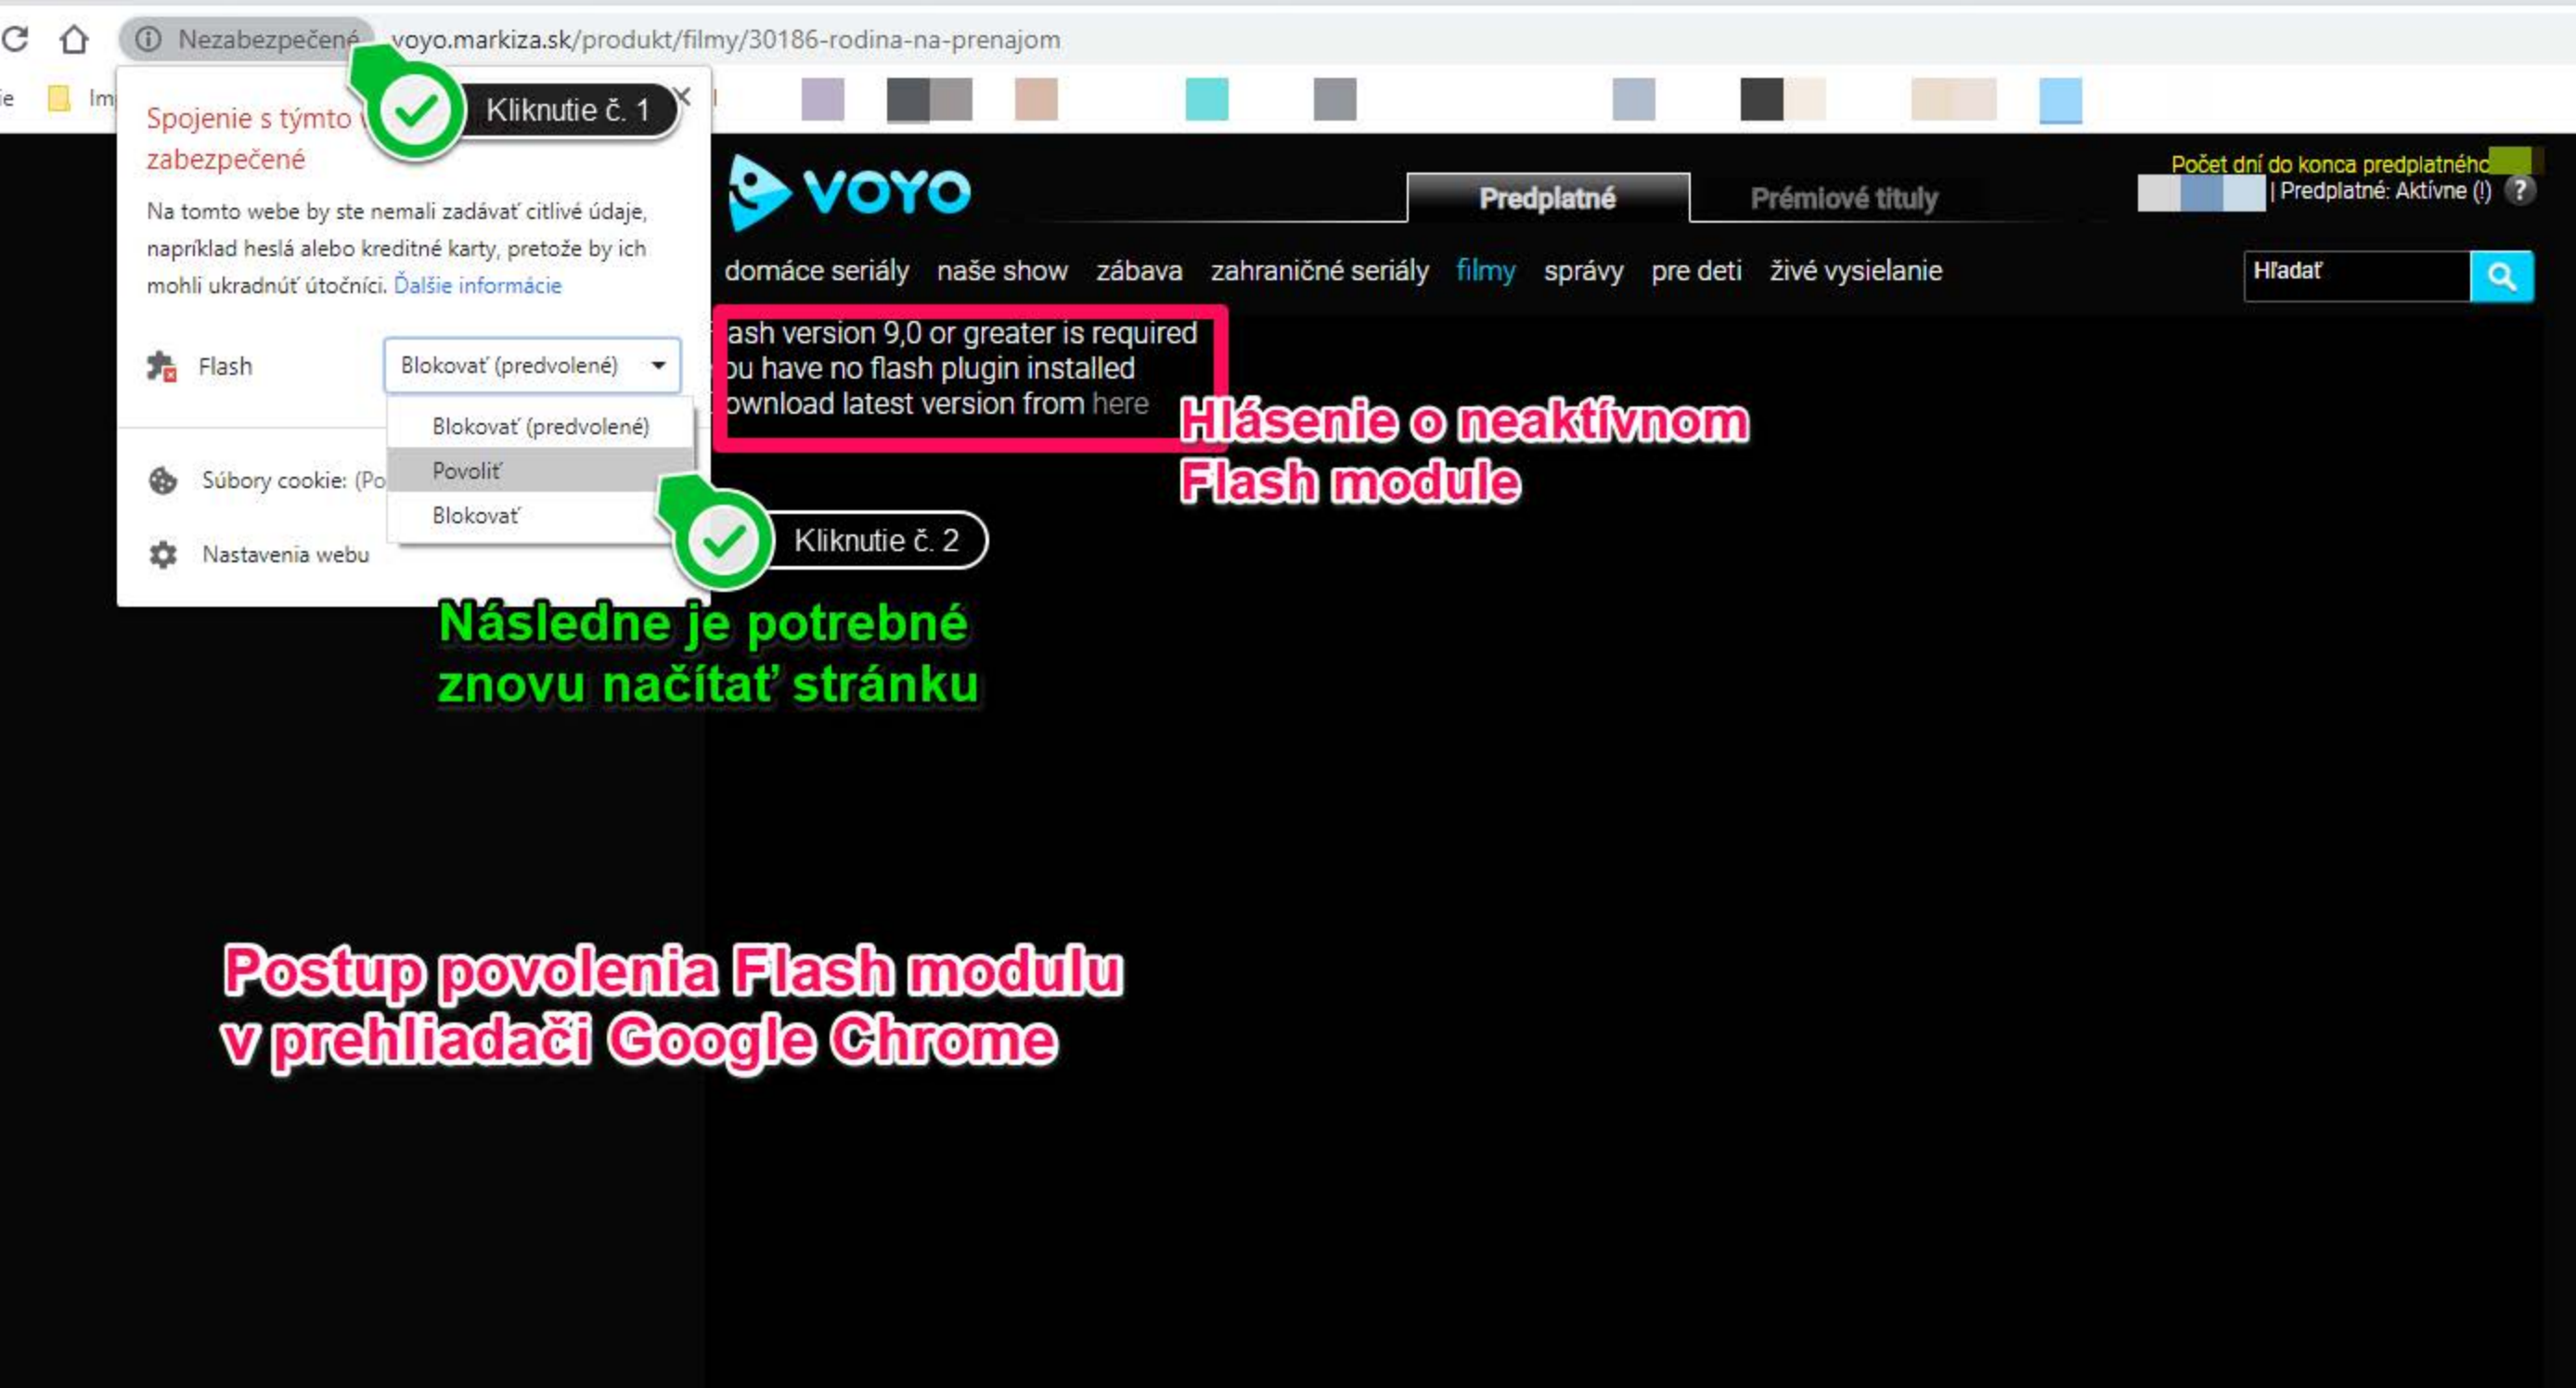 Nezabezpečené voyo.markiza.sk/produkt/filmy/30186-rodina-na-prenajom
Kliknutie č. 1
Spojenie s týmto
zabezpečené
Na tomto webe by ste nemali zadávať citlivé údaje,
napríklad heslá alebo kreditné karty, pretože by ich
mohli ukradnúť útočníci. Ďalšie informácie
Flash
Blokovať (predvolené)
Blokovať (predvolené)
Povoliť
Blokovať
Súbory cookie: (Po
Nastavenia webu
Kliknutie č. 2
Následne je potrebné
znovu načítať stránku
VOYO
Predplatné
Prémiové tituly
Počet dní do konca predplatného
| Predplatné: Aktívne (!) ?
domáce seriály naše show zábava zahraničné seriály filmy správy pre deti živé vysielanie
Hľadať
ash version 9,0 or greater is required
ou have no flash plugin installed
ownload latest version from here
Hlásenie o neaktívnom
Flash module
Postup povolenia Flash modulu
v prehliadači Google Chrome